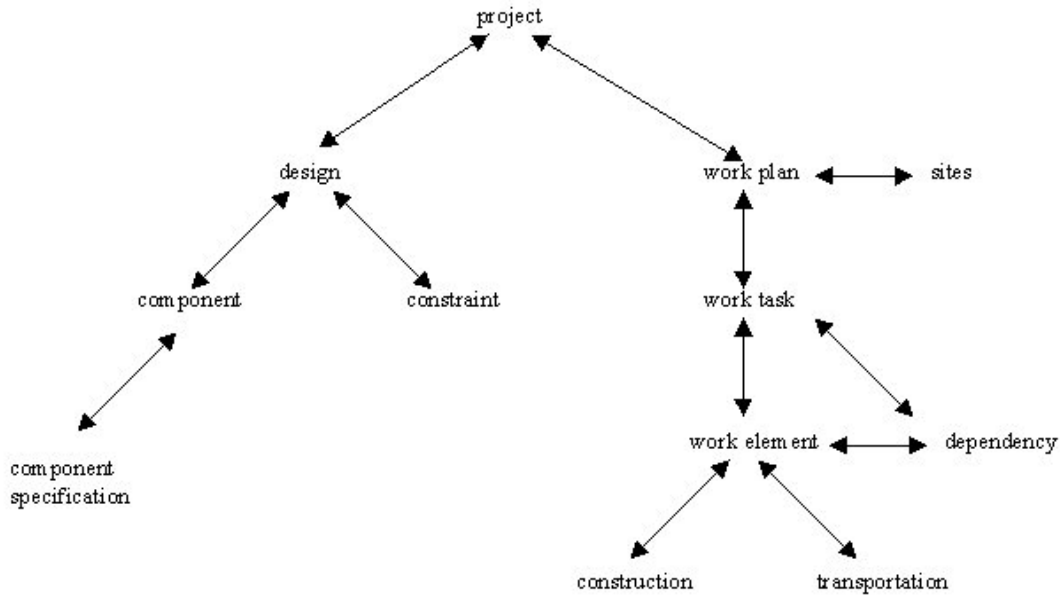 project
design
work plan
sites
component
constraint
work task
work element
dependency
component
specification
construction
transportation